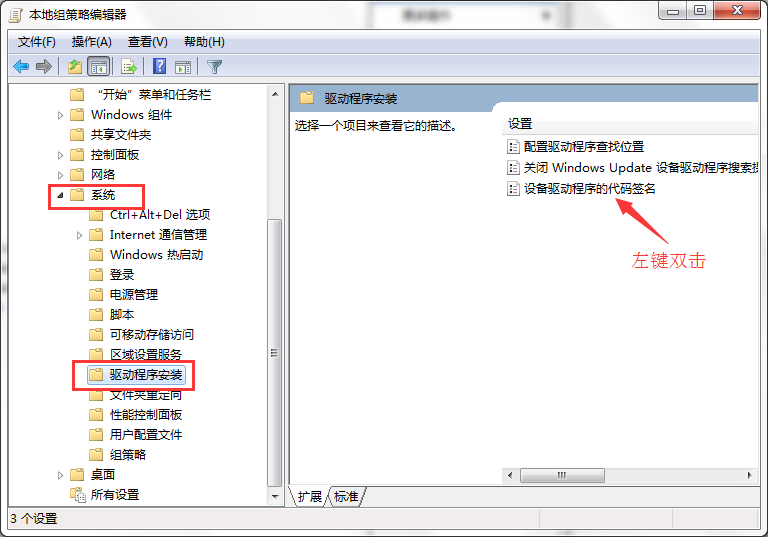 本地组策略编辑器
文件(F) 操作(A) 查看(V) 帮助(H)
“开始”菜单和任务栏
Windows 组件
共享文件夹
控制面板
网络
系统
Ctrl+Alt+Del 选项
Internet 通信管理
Windows 热启动
登录
电源管理
脚本
可移动存储访问
区域设置服务
驱动程序安装
文件夹重定向
性能控制面板
用户配置文件
组策略
桌面
所有设置
驱动程序安装
选择一个项目来查看它的描述。
设置
配置驱动程序查找位置
关闭 Windows Update 设备驱动程序搜索提
设备驱动程序的代码签名
左键双击
扩展 标准
3 个设置